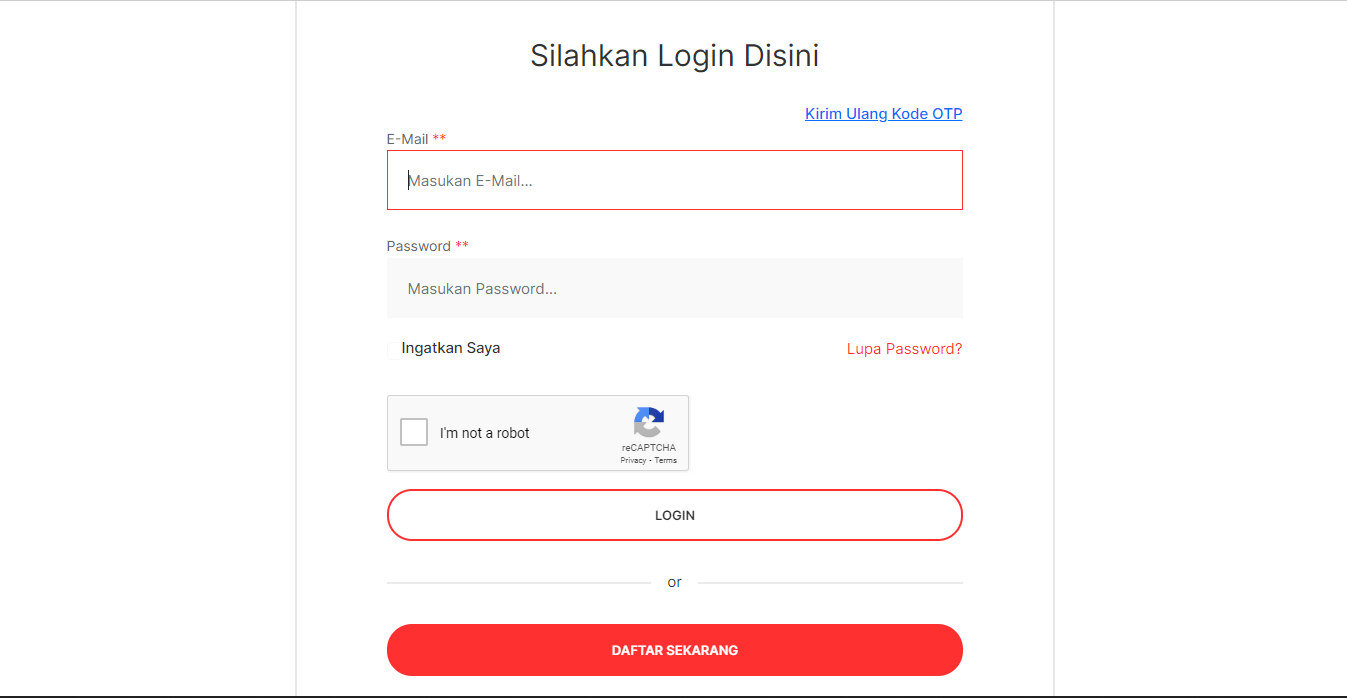 Silahkan Login Disini
Kirim Ulang Kode OTP
E-Mail **
Masukan E-Mail...
Password **
Masukan Password...
Ingatkan Saya
Lupa Password?
I'm not a robot
reCAPTCHA
Privacy - Terms
LOGIN
or
DAFTAR SEKARANG